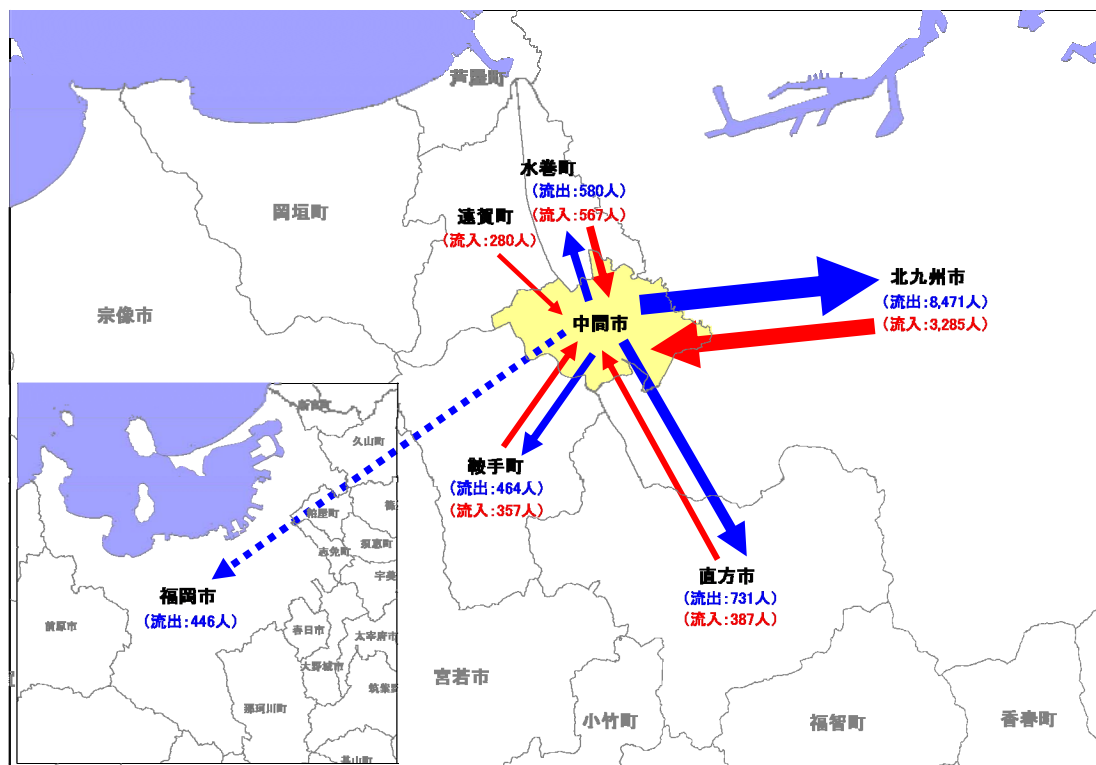 芦屋町
水巻町
(流出:580人)
(流入:567人)
岡垣町
遠賀町
(流入:280人)
北九州市
(流出:8,471人)
(流入:3,285人)
宗像市
中間市
新宮町
久山町
鞍手町
(流出:464人)
(流入:357人)
粕屋町
篠
志免町
須恵町
宇美
直方市
(流出:731人)
(流入:387人)
福岡市
(流出:446人)
前原市
春日市
太宰府市
大野城市
宮若市
筑紫野
那珂川町
小竹町
福智町
香春町
基山町